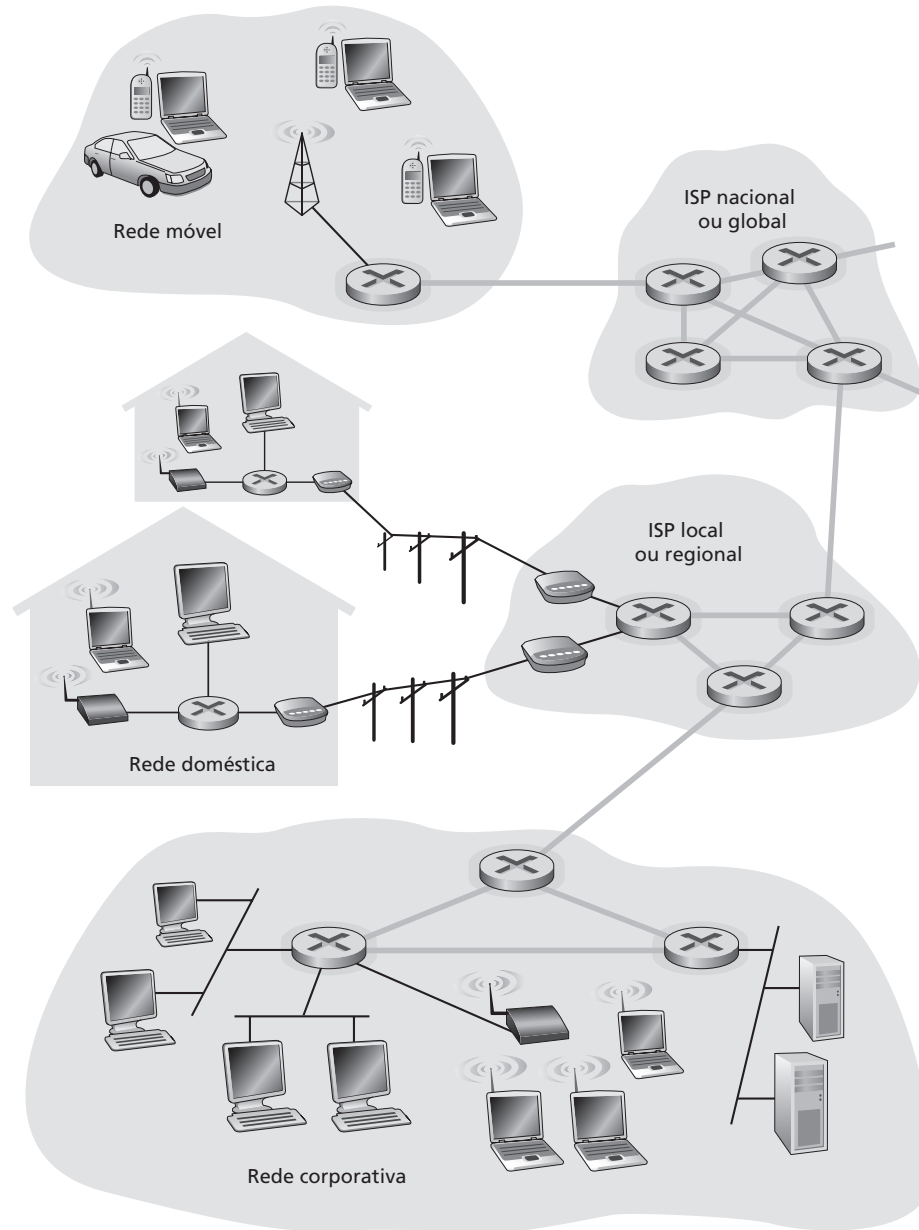 Rede móvel
ISP nacional
ou global
ISP local
ou regional
Rede doméstica
Rede corporativa